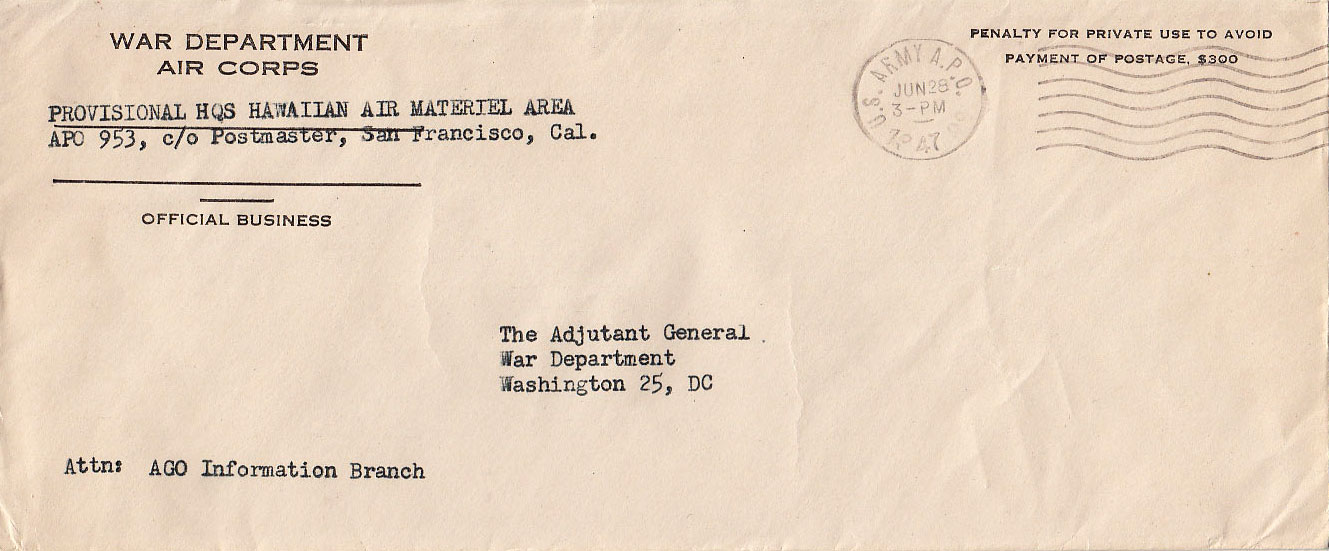 WAR DEPARTMENT
AIR CORPS
PROVISIONAL HQS HAWAIIAN AIR MATERIEL AREA
APO 953, c/o Postmaster, San Francisco, Cal.
OFFICIAL BUSINESS
PENALTY FOR PRIVATE USE TO AVOID
PAYMENT OF POSTAGE, $300
U.S. ARMY A.P.O.
JUN 28
3-PM
47
The Adjutant General
War Department
Washington 25, DC
Attn: AGO Information Branch